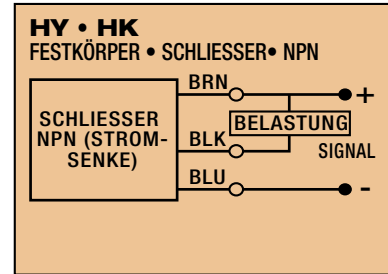 HY • HK
FESTKÖRPER • SCHLIESSER• NPN
BRN
+
SCHLIESSER
NPN (STROM-
SENKE)
BELASTUNG
BLK
SIGNAL
BLU
-